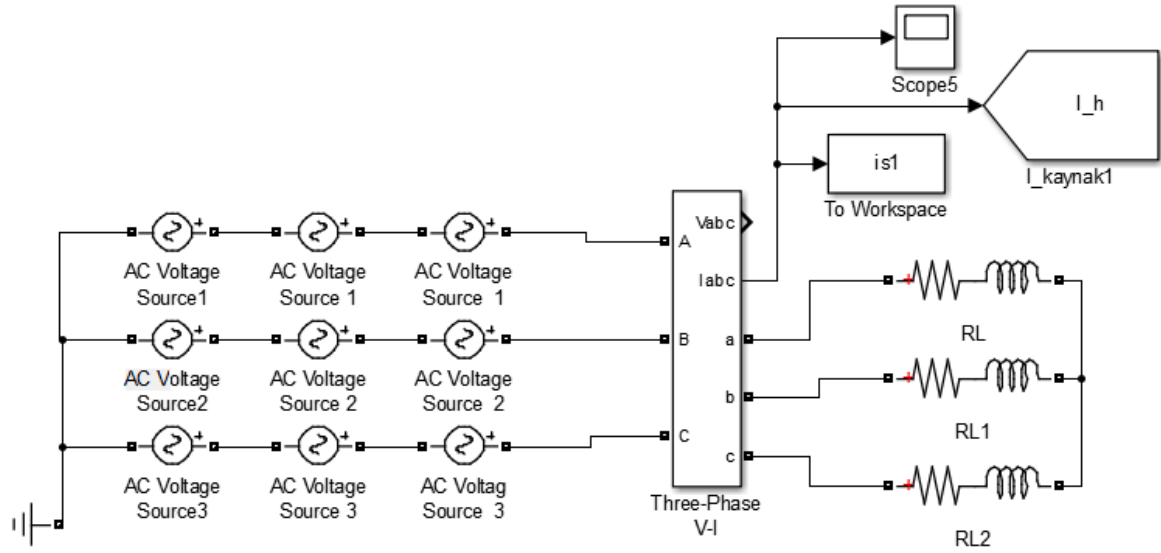 Scope5
I_h
I_kaynak1
is1
To Workspace
Vabc
A
Iabc
B
a
b
C
c
Three-Phase
V-I
AC Voltage
Source1
AC Voltage
Source 1
AC Voltage
Source 1
AC Voltage
Source2
AC Voltage
Source 2
AC Voltage
Source 2
AC Voltage
Source3
AC Voltage
Source 3
AC Voltag
Source 3
RL
RL1
RL2